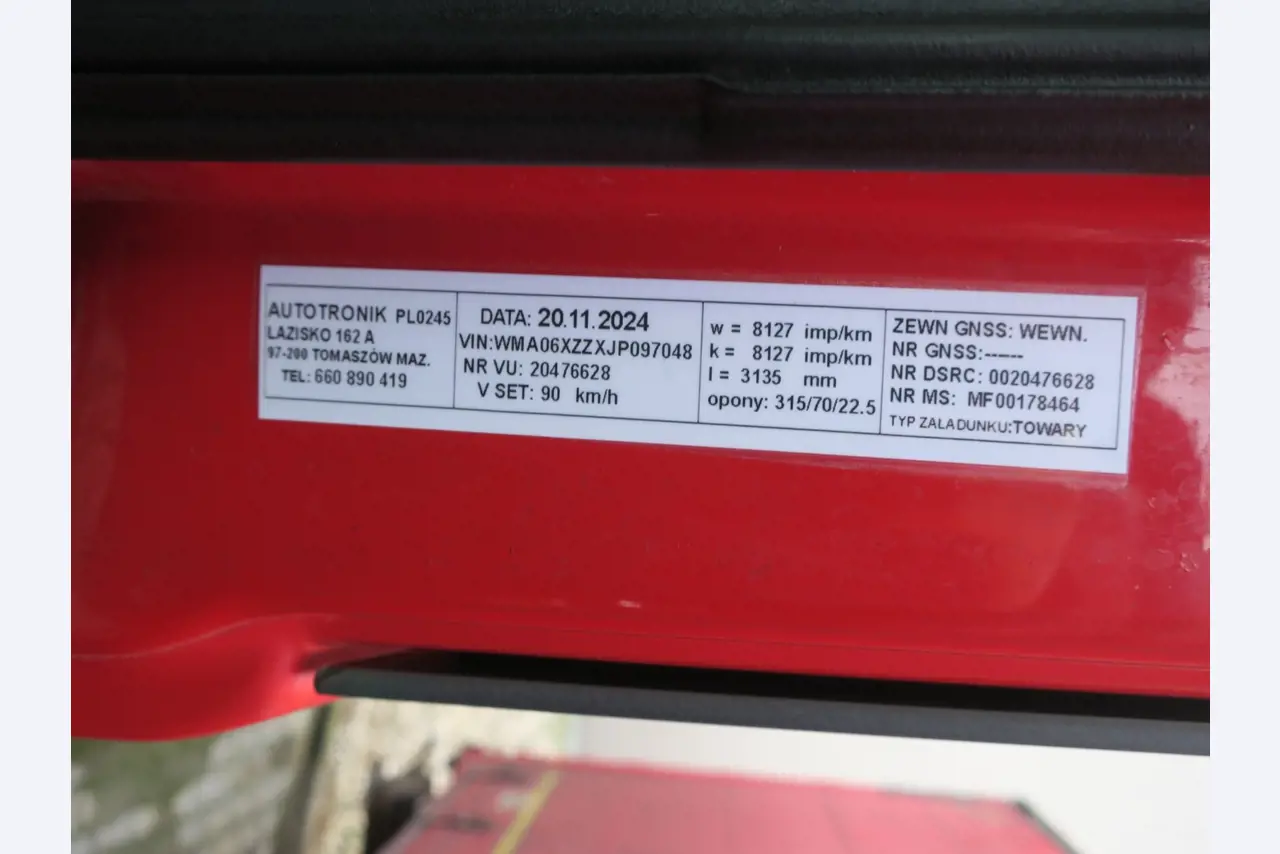 AUTOTRONIK PL0245
LAZISKO 162 A
97-200 TOMASZÓW MAZ.
TEL: 660 890 419
DATA: 20.11.2024
VIN:WMA06XZZXJP097048
NR VU: 20476628
V SET: 90 km/h
w = 8127 imp/km
k = 8127 imp/km
l = 3135 mm
opony: 315/70/22.5
ZEWN GNSS: WEWN.
NR GNSS:------
NR DSRC: 0020476628
NR MS: MF00178464
TYP ZAŁADUNKU:TOWARY